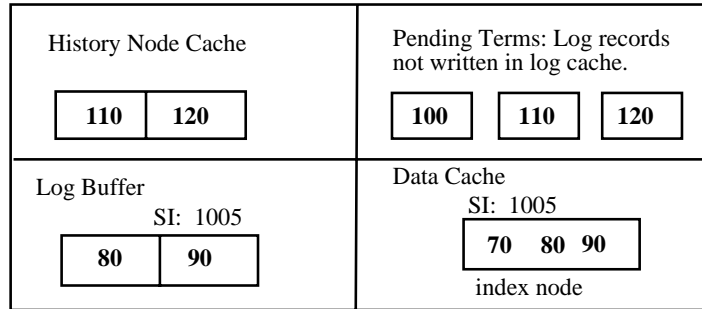 History Node Cache
110 120
Pending Terms: Log records
not written in log cache.
100 110 120
Log Buffer
SI: 1005
80 90
Data Cache
SI: 1005
70 80 90
index node